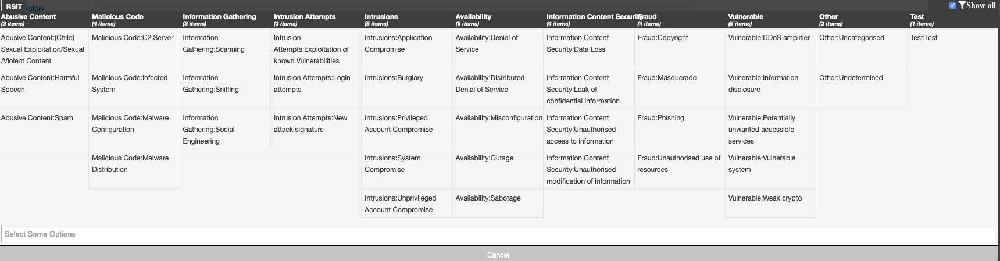 RSIT
istory
Show all
Abusive Content
(3 items)
Malicious Code
(4 items)
Information Gathering
(3 items)
Intrusion Attempts
(3 items)
Intrusions
(5 items)
Availability
(5 items)
Information Content Security
(4 items)
Fraud
(4 items)
Vulnerable
(5 items)
Other
(2 items)
Test
(1 items)
Abusive Content:(Child)
Sexual Exploitation/Sexual
/Violent Content
Malicious Code:C2 Server
Information
Gathering:Scanning
Intrusion
Attempts:Exploitation of
known Vulnerabilities
Intrusions:Application
Compromise
Availability:Denial of
Service
Information Content
Security:Data Loss
Fraud:Copyright
Vulnerable:DDoS amplifier
Other:Uncategorised
Test:Test
Abusive Content:Harmful
Speech
Malicious Code:Infected
System
Information
Gathering:Sniffing
Intrusion Attempts:Login
attempts
Intrusions:Burglary
Availability:Distributed
Denial of Service
Information Content
Security:Leak of
confidential information
Fraud:Masquerade
Vulnerable:Information
disclosure
Other:Undetermined
Abusive Content:Spam
Malicious Code:Malware
Configuration
Information
Gathering:Social
Engineering
Intrusion Attempts:New
attack signature
Intrusions:Privileged
Account Compromise
Availability:Misconfiguration
Information Content
Security:Unauthorised
access to information
Fraud:Phishing
Vulnerable:Potentially
unwanted accessible
services
Malicious Code:Malware
Distribution
Intrusions:System
Compromise
Availability:Outage
Information Content
Security:Unauthorised
modification of information
Fraud:Unauthorised use of
resources
Vulnerable:Vulnerable
system
Intrusions:Unprivileged
Account Compromise
Availability:Sabotage
Vulnerable:Weak crypto
Select Some Options
Cancel